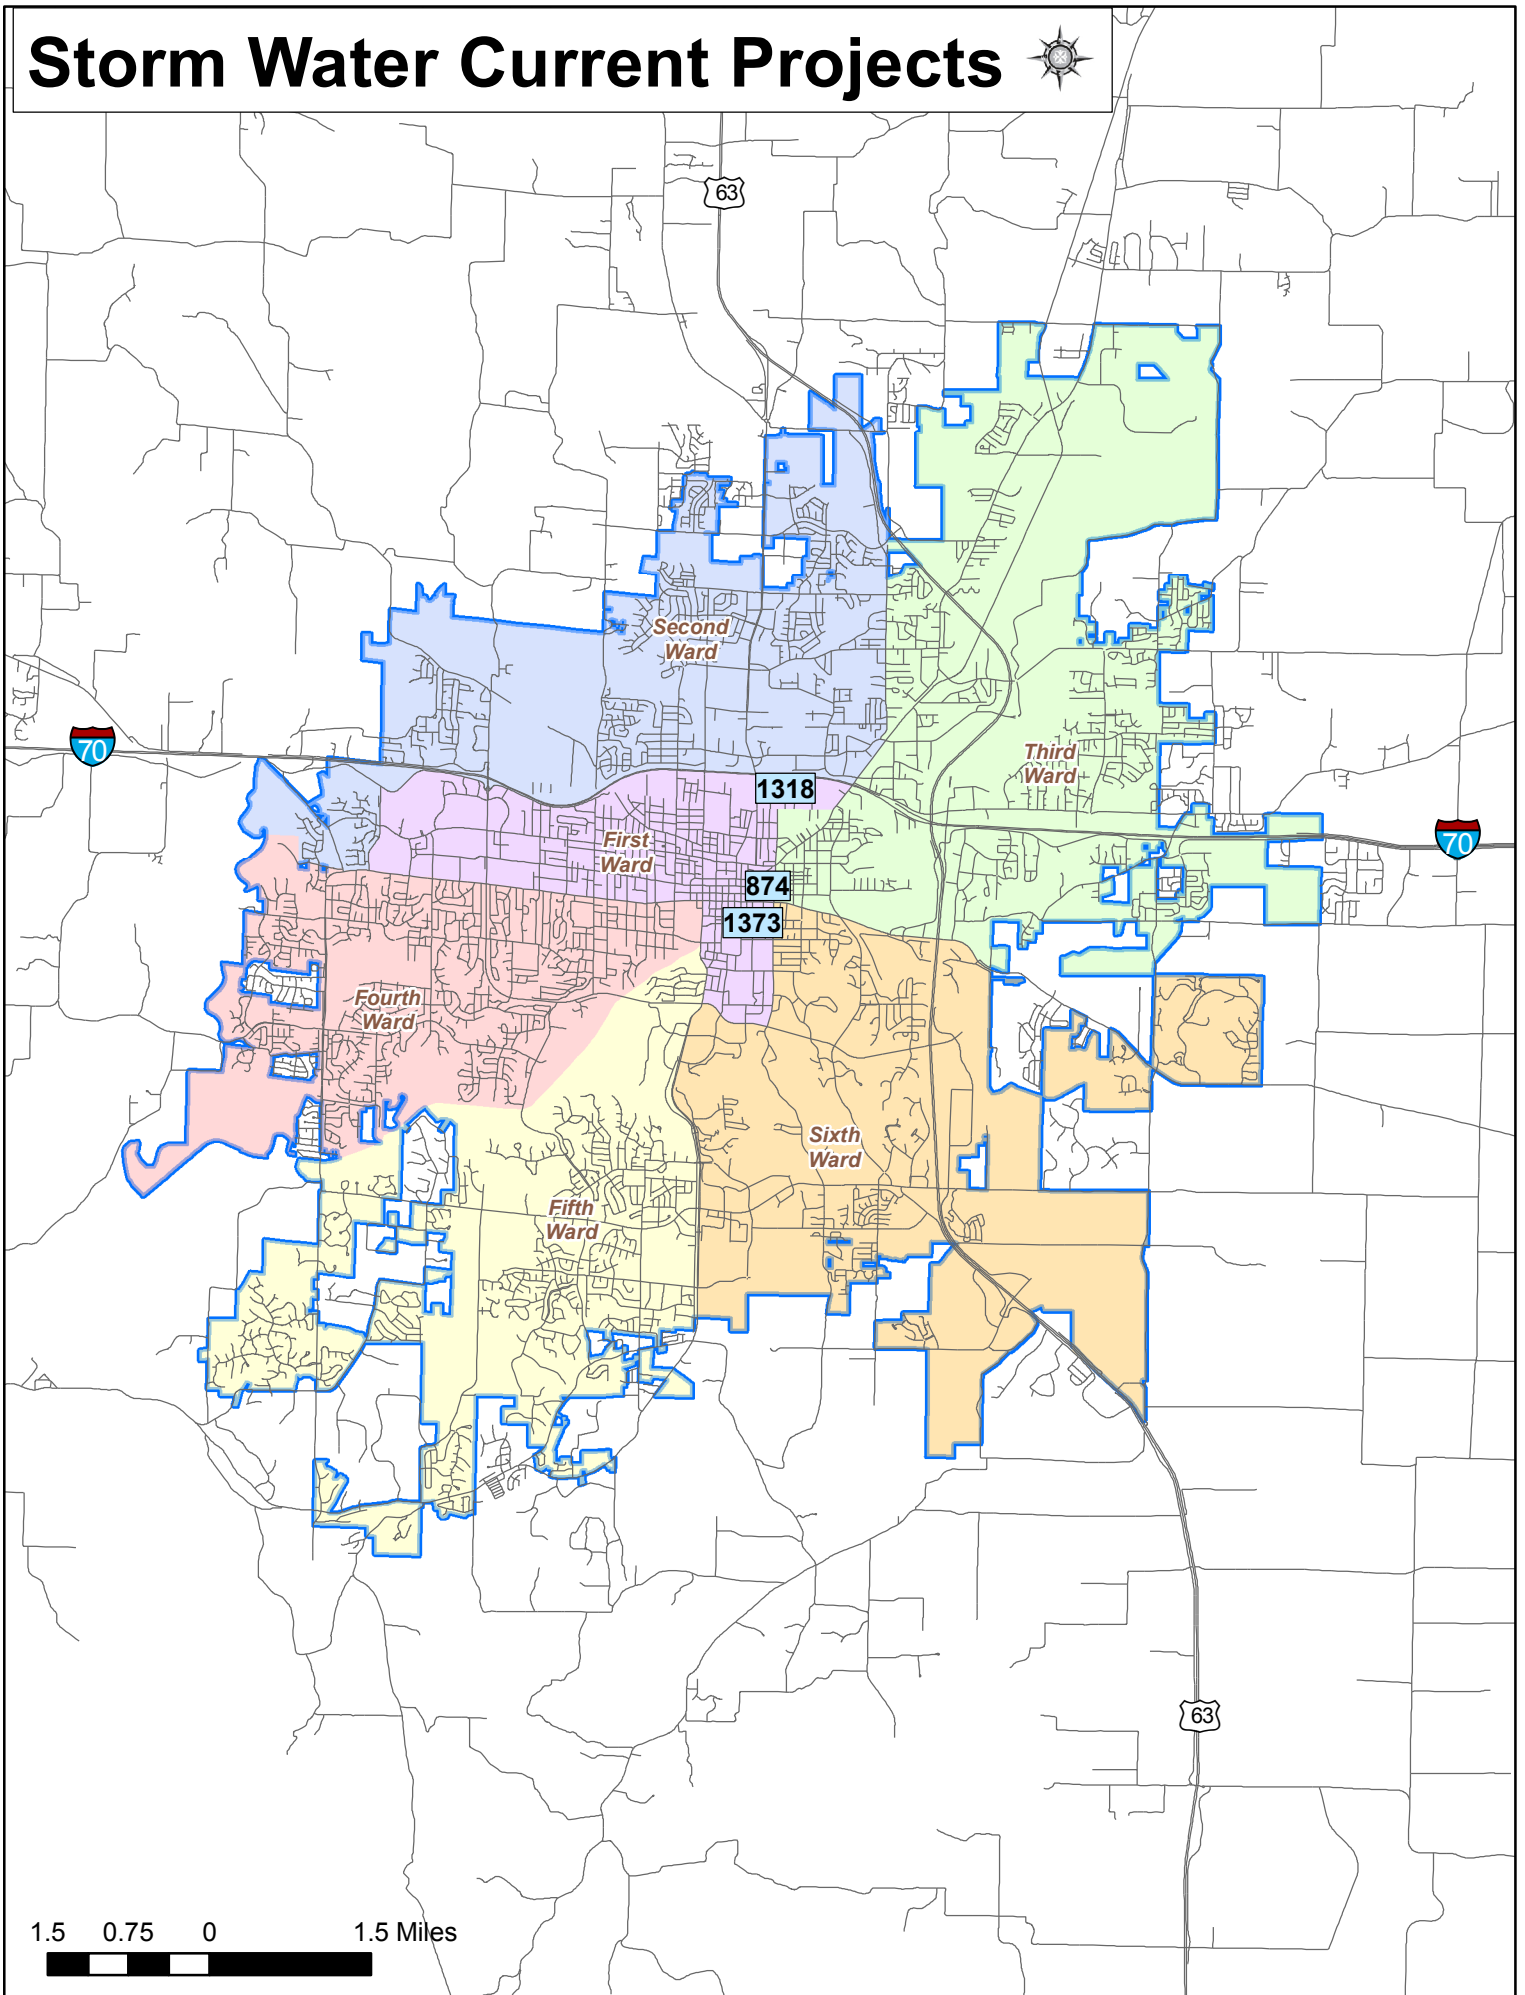 Storm Water Current Projects
63
Second
Ward
70
Third
Ward
1318
First
Ward
70
874
1373
Fourth
Ward
Sixth
Ward
Fifth
Ward
63
1.5 0.75 0 1.5 Miles